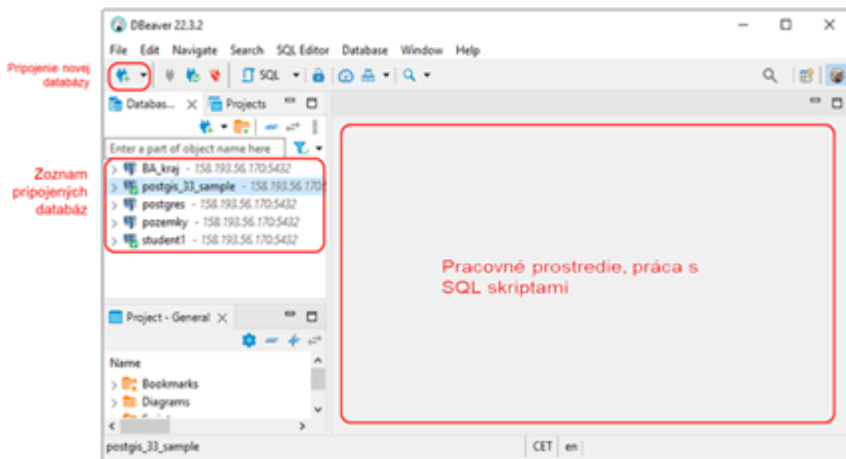 DBeaver 22.3.2
File Edit Navigate Search SQL Editor Database Window Help
Pripojenie novej
databázy
SQL
Databas... Projects
Enter a part of object name here
Zoznam
pripojených
databáz
BA_kraj - 158.193.56.170:5432
postgis_33_sample - 158.193.56.170:5
postgres - 158.193.56.170:5432
pozemky - 158.193.56.170:5432
student1 - 158.193.56.170:5432
Pracovné prostredie, práca s
SQL skriptami
Project - General
Name
Bookmarks
Diagrams
postgis_33_sample
CET en